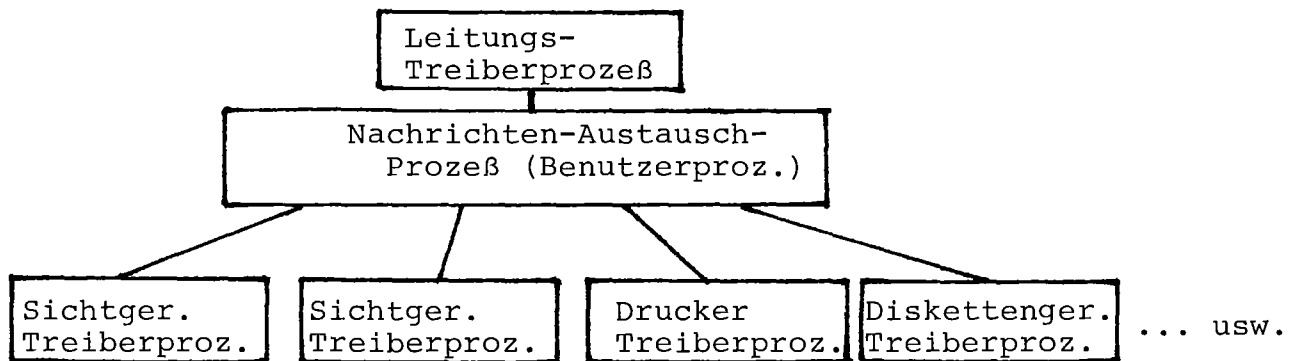 Leitungs-
Treiberprozeß
Nachrichten-Austausch-
Prozeß (Benutzerproz.)
Sichtger.
Treiberproz.
Sichtger.
Treiberproz.
Drucker
Treiberproz.
Diskettenger.
Treiberproz.
... usw.